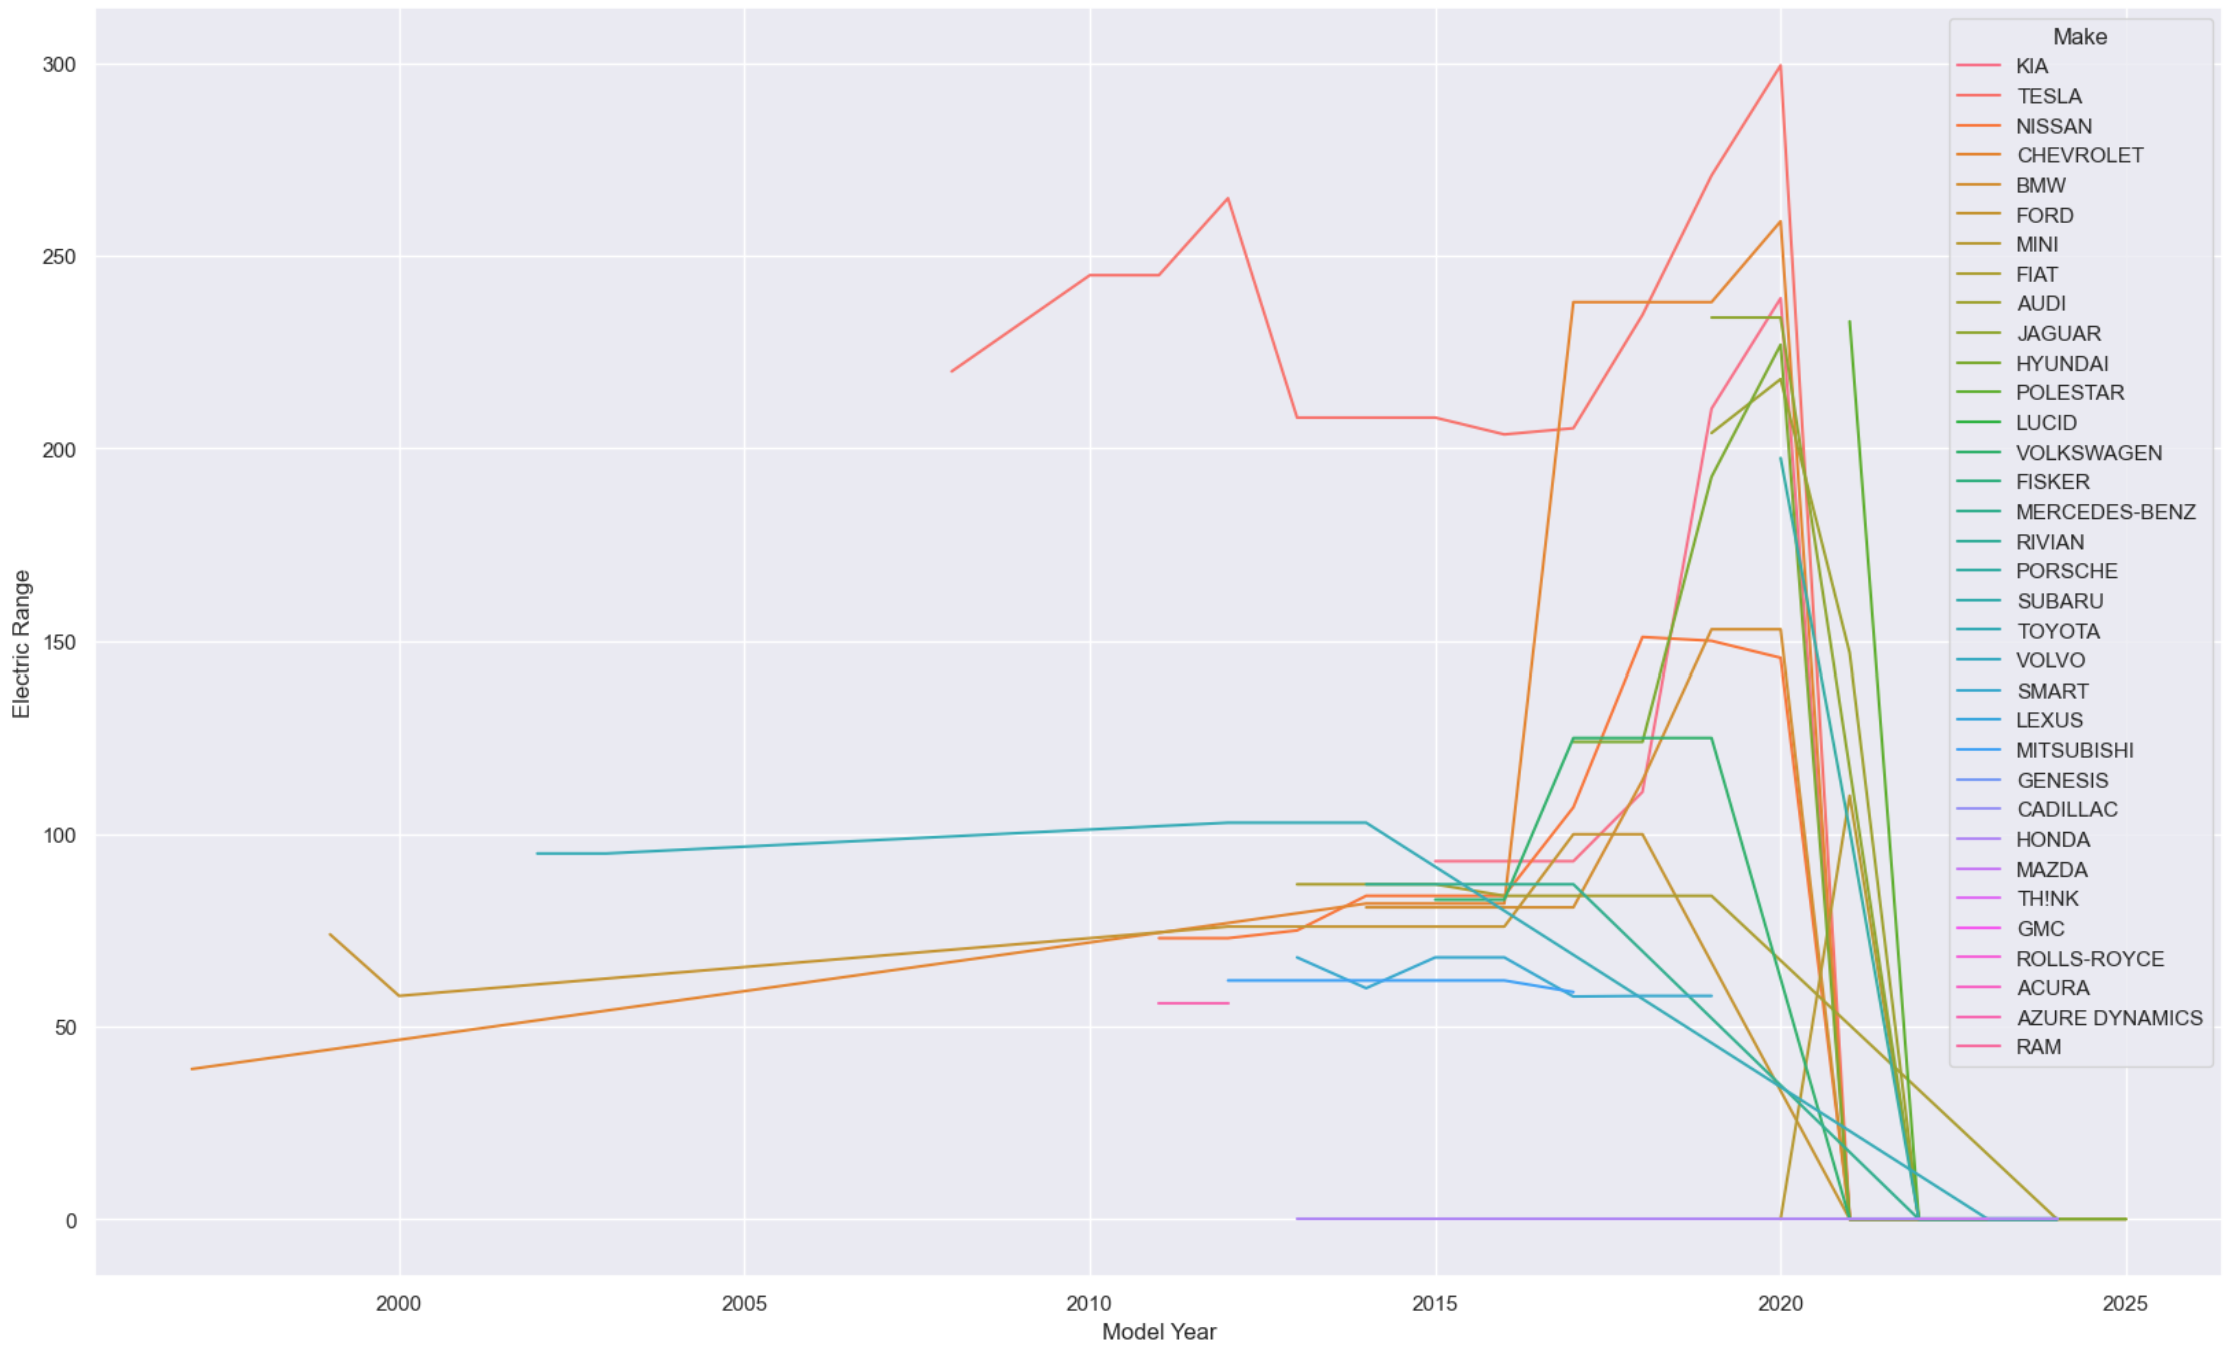 Make
KIA
TESLA
NISSAN
CHEVROLET
BMW
FORD
MINI
FIAT
AUDI
JAGUAR
HYUNDAI
POLESTAR
LUCID
VOLKSWAGEN
FISKER
MERCEDES-BENZ
RIVIAN
PORSCHE
SUBARU
TOYOTA
VOLVO
SMART
LEXUS
MITSUBISHI
GENESIS
CADILLAC
HONDA
MAZDA
TH!NK
GMC
ROLLS-ROYCE
ACURA
AZURE DYNAMICS
RAM
Electric Range
300
250
200
150
100
50
0
2000 2005 2010 2015 2020 2025
Model Year